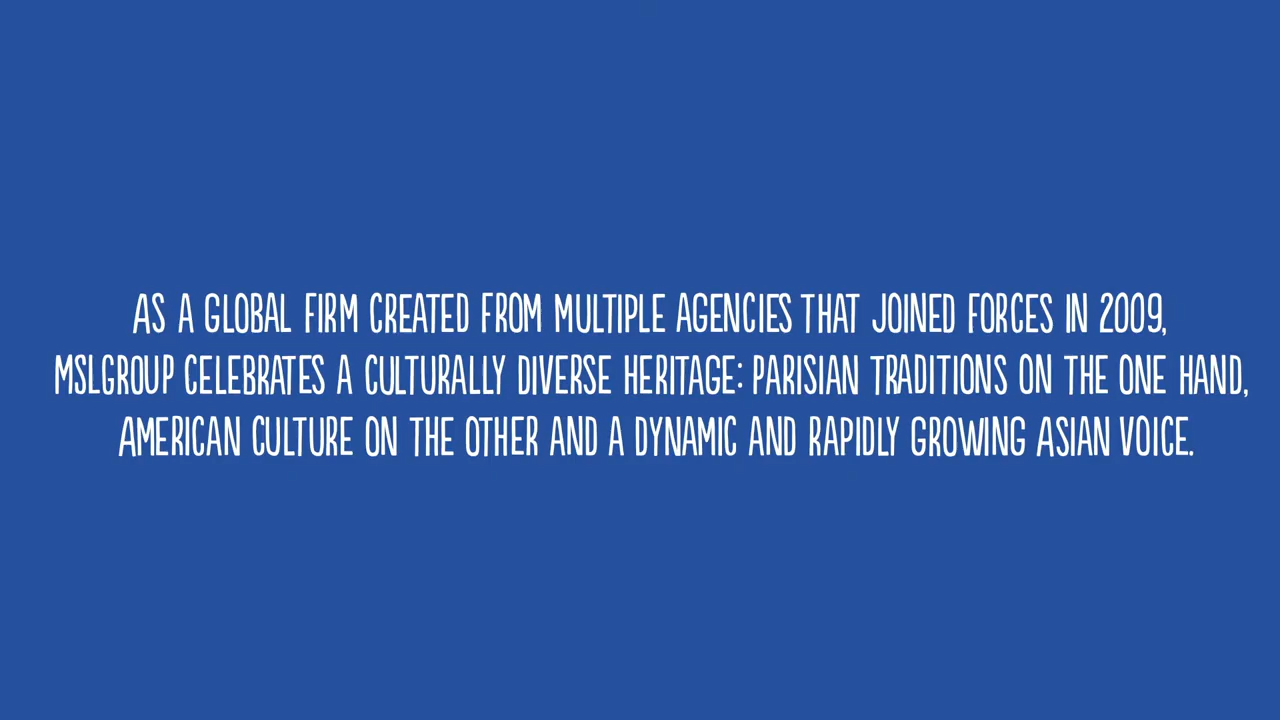 AS A GLOBAL FIRM CREATED FROM MULTIPLE AGENCIES THAT JOINED FORCES IN 2009,
MSLGROUP CELEBRATES A CULTURALLY DIVERSE HERITAGE: PARISIAN TRADITIONS ON THE ONE HAND,
AMERICAN CULTURE ON THE OTHER AND A DYNAMIC AND RAPIDLY GROWING ASIAN VOICE.